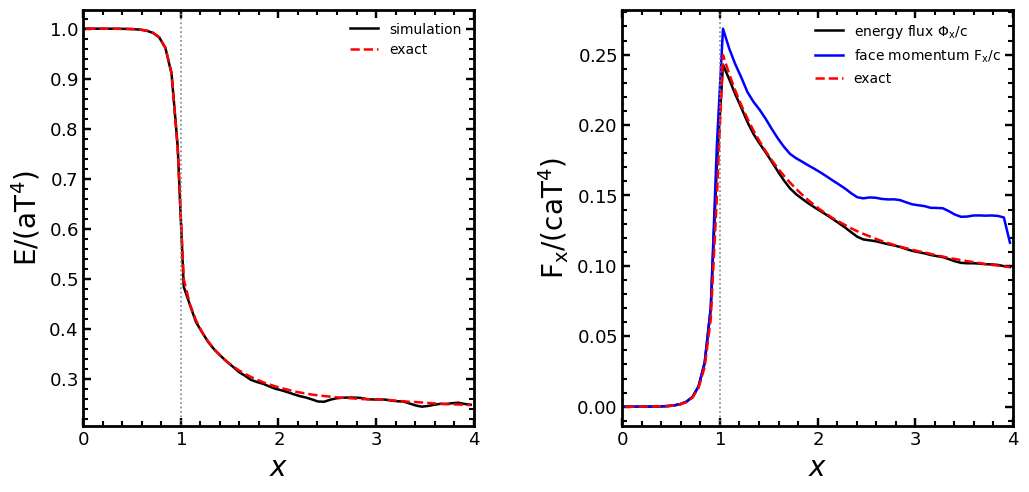 E/(aT⁴)
1.0
0.9
0.8
0.7
0.6
0.5
0.4
0.3
simulation
exact
0 1 2 3 4
x
Fₓ/(caT⁴)
0.25
0.20
0.15
0.10
0.05
0.00
energy flux Φₓ/c
face momentum Fₓ/c
exact
0 1 2 3 4
x